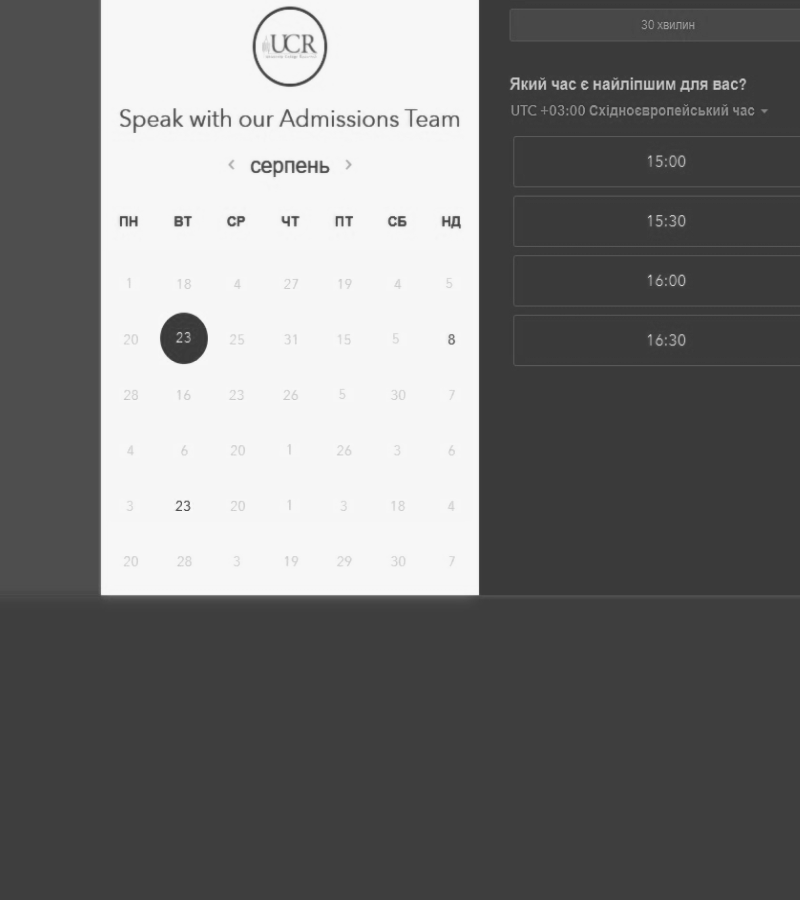 UCR
Speak with our Admissions Team
серпень
ПН ВТ СР ЧТ ПТ СБ НД
1 18 4 27 19 4 5
20 23 25 31 15 5 8
28 16 23 26 5 30 7
4 6 20 1 26 3 6
3 23 20 1 3 18 4
20 28 3 19 29 30 7
30 хвилин
Який час є найліпшим для вас?
UTC +03:00 Східноєвропейський час
15:00
15:30
16:00
16:30